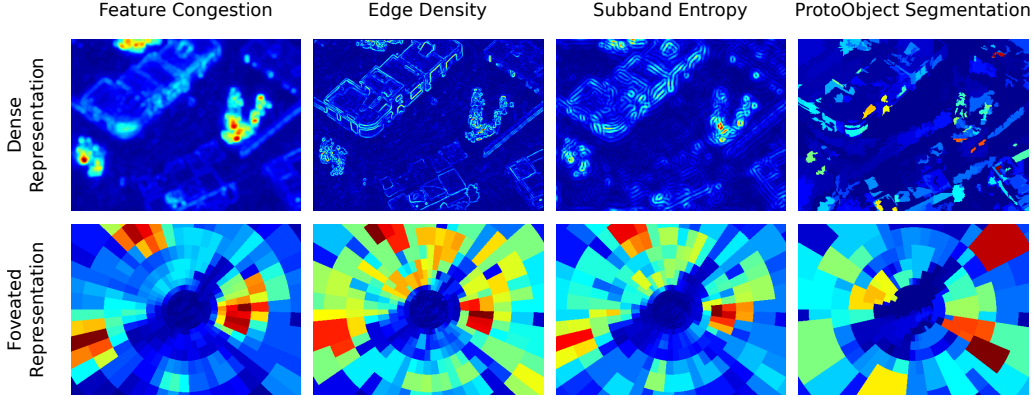 Feature Congestion
Edge Density
Subband Entropy
ProtoObject Segmentation
Dense
Representation
Foveated
Representation